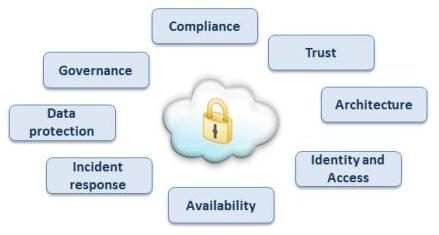 Compliance
Trust
Governance
Architecture
Data
protection
Identity and
Access
Incident
response
Availability